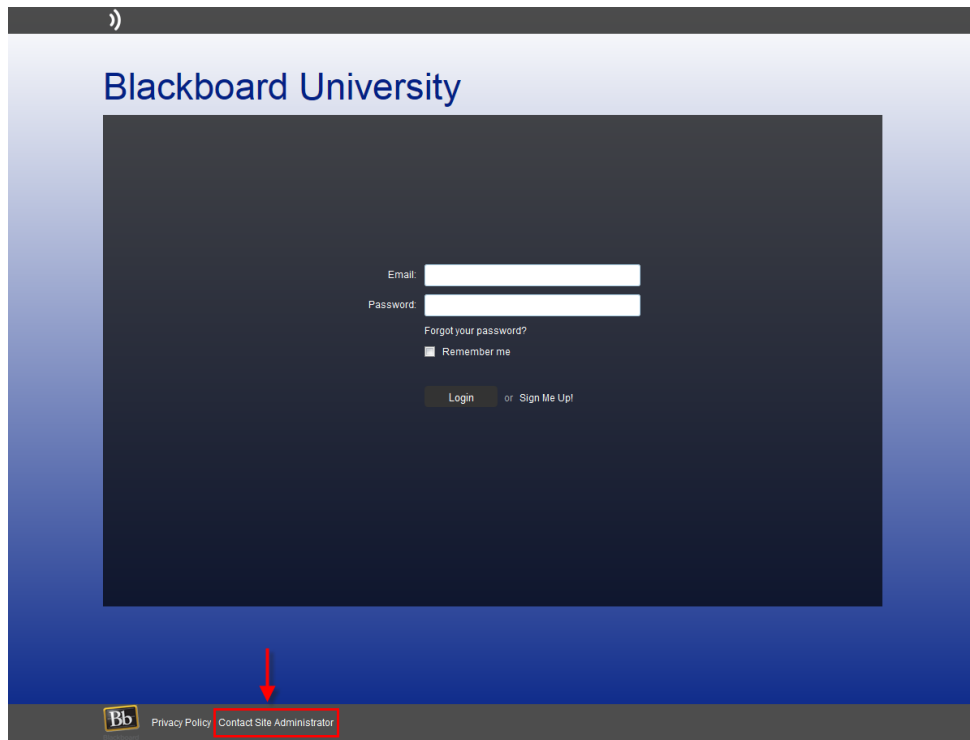 Blackboard University
Email:
Password:
Forgot your password?
Remember me
Login or Sign Me Up!
Bb Privacy Policy Contact Site Administrator